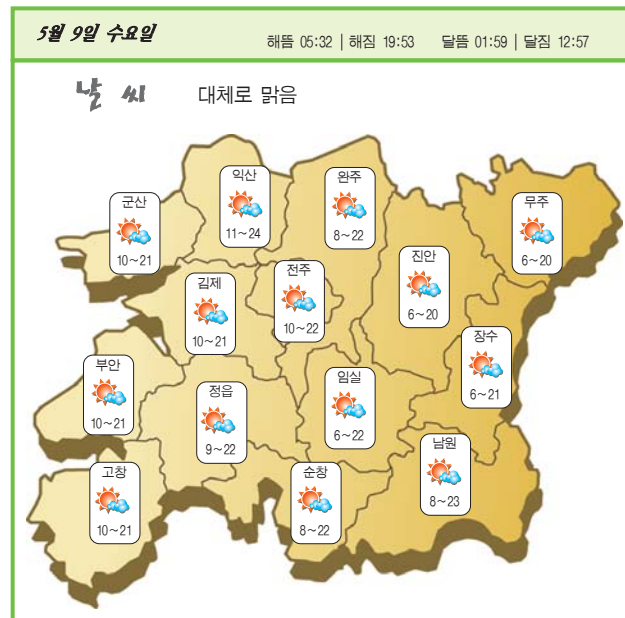 5월 9일 수요일
해뜸 05:32 | 해짐 19:53 달뜸 01:59 | 달짐 12:57
날씨 대체로 맑음
익산
11~24
완주
8~22
군산
10~21
무주
6~20
진안
6~20
전주
10~22
김제
10~21
장수
6~21
부안
10~21
정읍
9~22
임실
6~22
남원
8~23
고창
10~21
순창
8~22